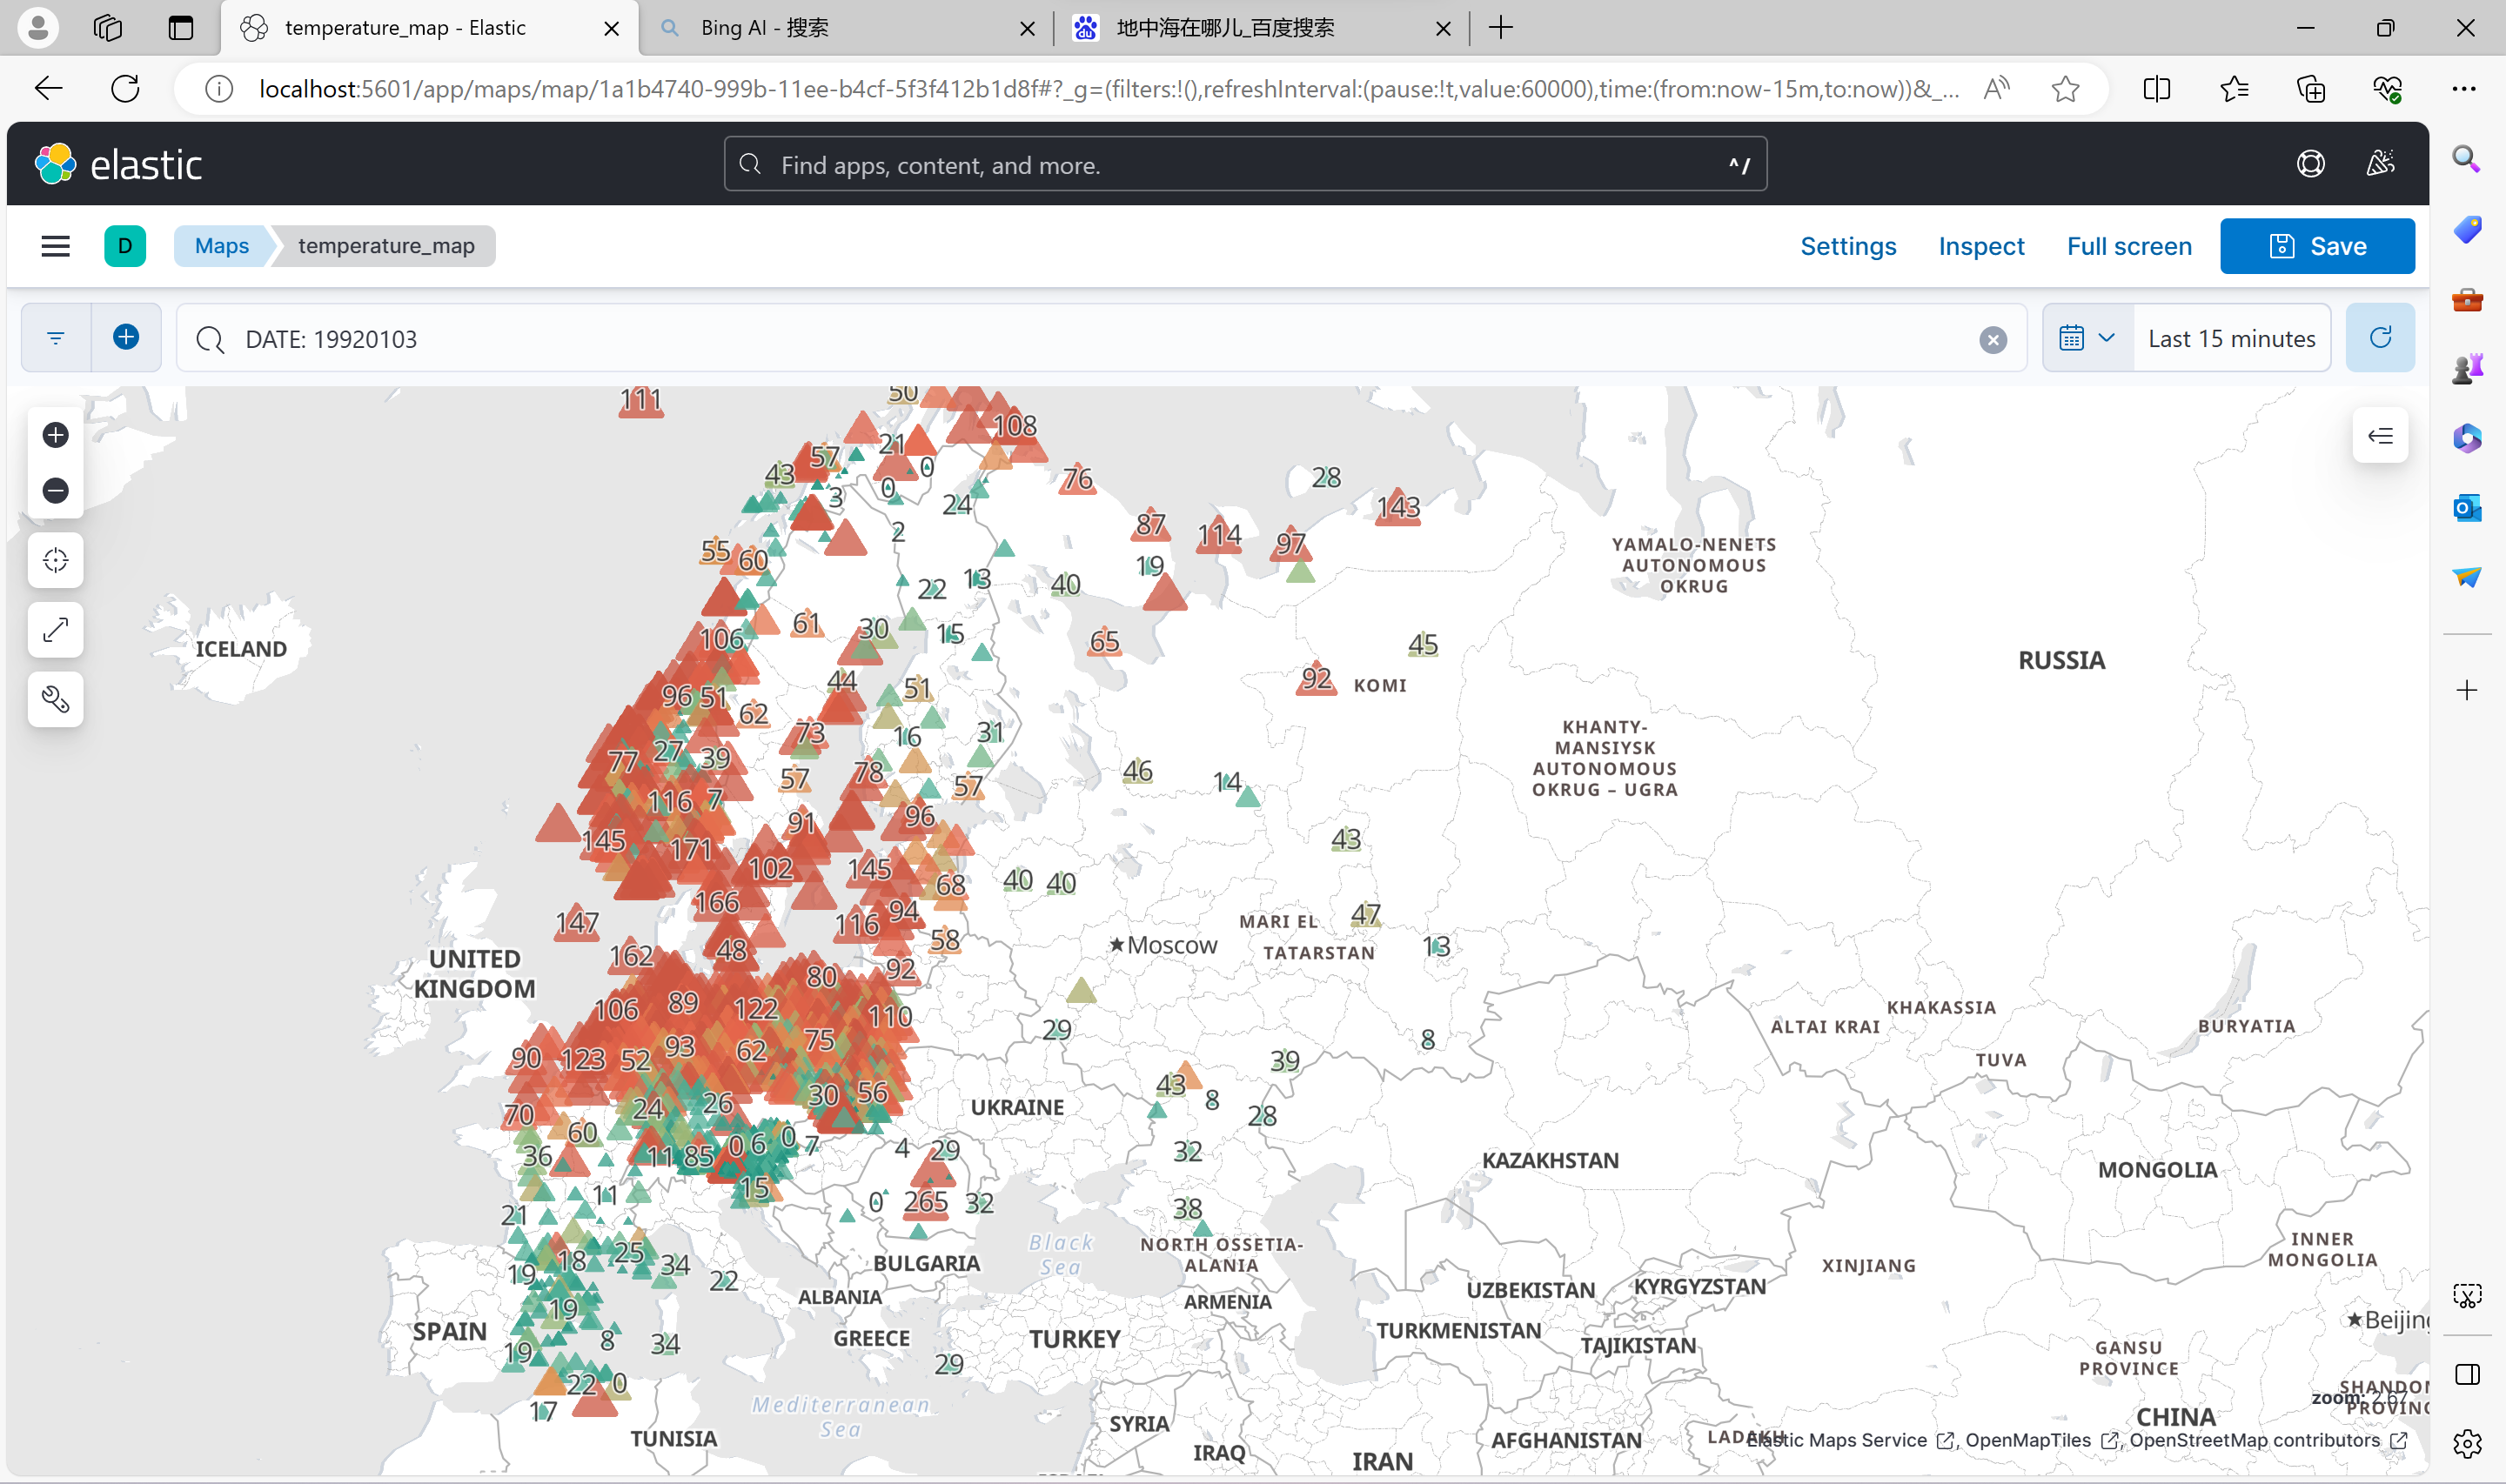 temperature_map - Elastic
Bing AI - 搜索
地中海在哪儿_百度搜索
localhost:5601/app/maps/map/1a1b4740-999b-11ee-b4cf-5f3f412b1d8f#?_g=(filters:!(),refreshInterval:(pause:!t,value:60000),time:(from:now-15m,to:now))&_...
elastic
Find apps, content, and more.
^ /
D
Maps
temperature_map
Settings
Inspect
Full screen
Save
DATE: 19920103
Last 15 minutes
111
50
108
21
57
0
43
76
28
3
0
24
143
2
87
114
97
55
60
19
YAMALO-NENETS
AUTONOMOUS
OKRUG
22
13
40
61
30
15
106
65
45
ICELAND
RUSSIA
92
KOMI
96
51
44
51
62
73
16
31
KHANTY-
MANSIYSK
AUTONOMOUS
OKRUG – UGRA
77
27
39
57
78
57
46
14
116
7
91
96
145
171
43
102
145
68
40
40
166
94
147
116
47
MARI EL
58
Moscow
TATARSTAN
13
162
48
UNITED
KINGDOM
80
92
106
89
122
110
KHAKASSIA
ALTAI KRAI
BURYATIA
29
75
8
90
123
52
93
62
39
TUVA
43
8
70
24
26
30
56
UKRAINE
28
60
36
11
85
0
6
0
7
4
29
32
KAZAKHSTAN
MONGOLIA
15
11
21
0
265
32
38
Black
Sea
NORTH OSSETIA-
ALANIA
INNER
MONGOLIA
18
25
34
19
22
BULGARIA
XINJIANG
ALBANIA
ARMENIA
UZBEKISTAN
KYRGYZSTAN
19
SPAIN
8
34
GREECE
TURKEY
TURKMENISTAN
TAJIKISTAN
Beijing
19
29
GANSU
PROVINCE
22
0
17
Mediterranean
Sea
zoom: 2.67
SHANDON
PROVINC
SYRIA
CHINA
TUNISIA
IRAQ
IRAN
AFGHANISTAN
LADAKH
Elastic Maps Service , OpenMapTiles , OpenStreetMap contributors